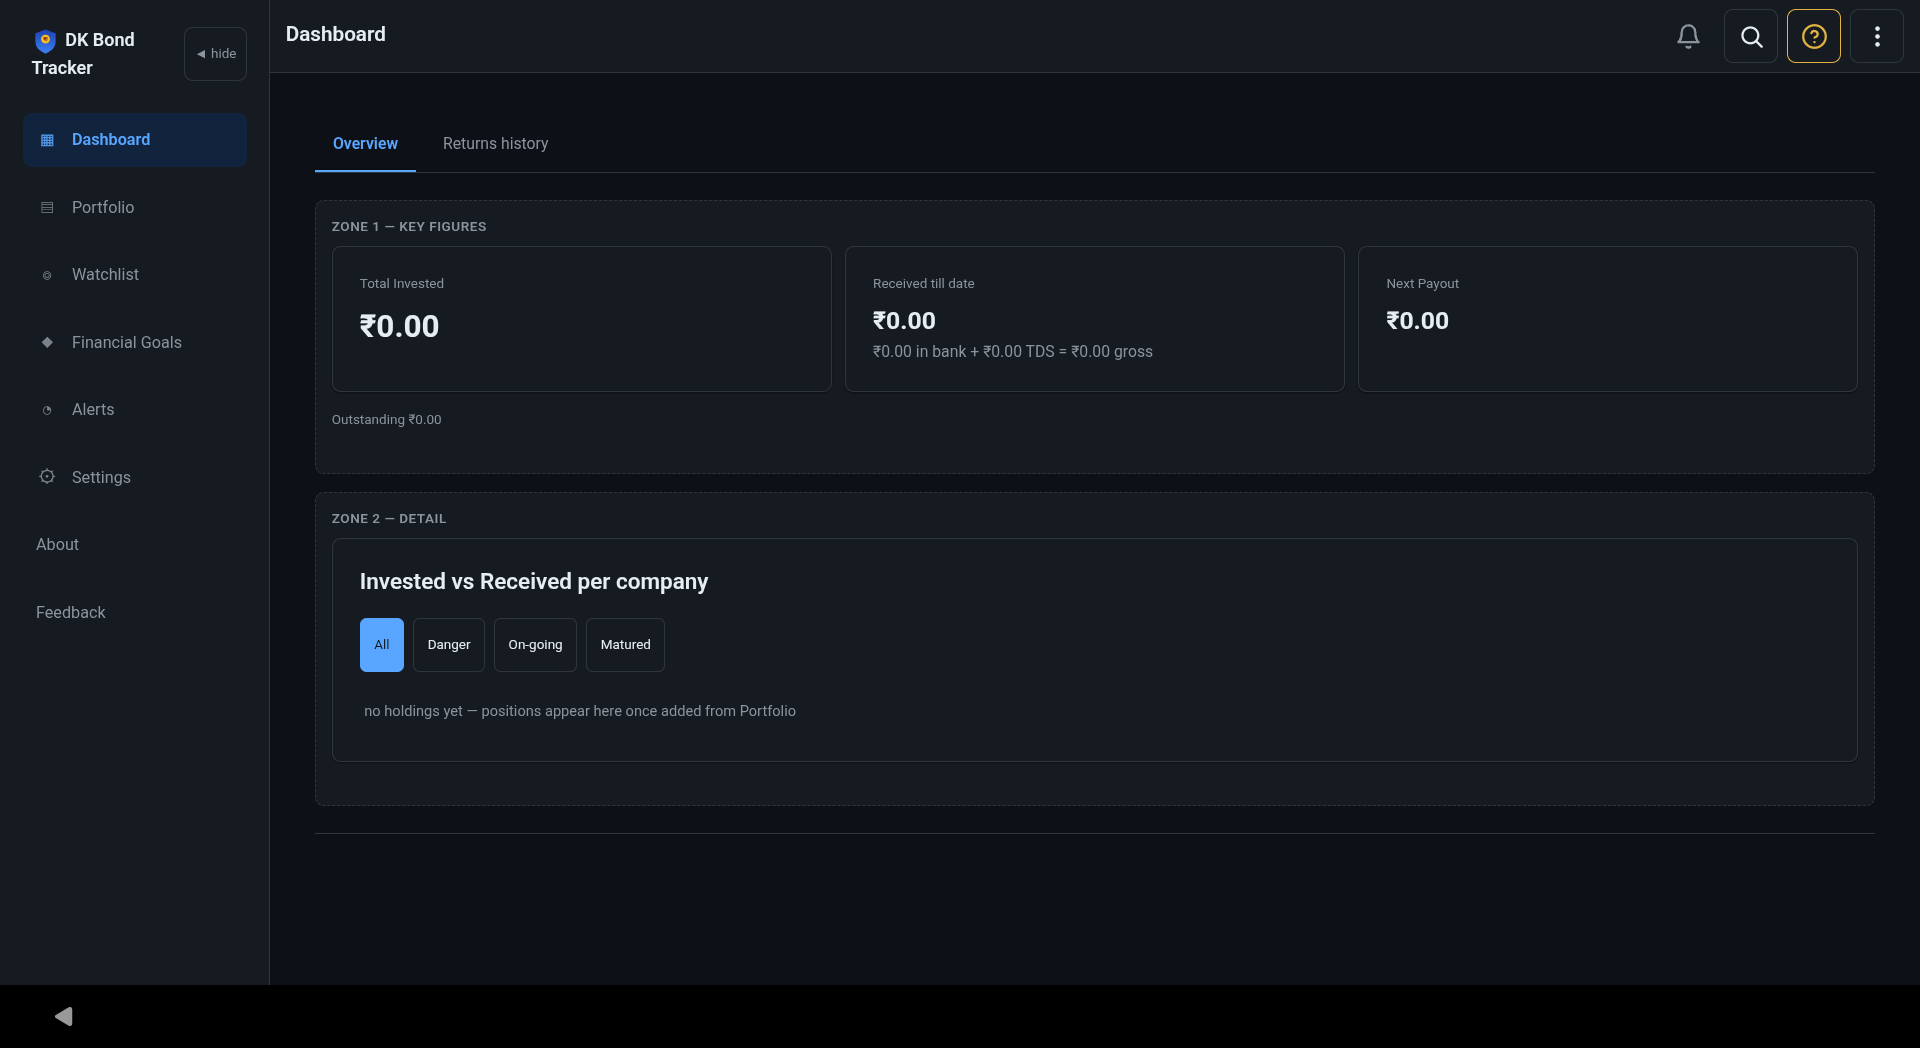 DK Bond
Tracker
◄ hide
Dashboard
Portfolio
Watchlist
Financial Goals
Alerts
Settings
About
Feedback
Dashboard
Overview
Returns history
ZONE 1 — KEY FIGURES
Total Invested
₹0.00
Received till date
₹0.00
₹0.00 in bank + ₹0.00 TDS = ₹0.00 gross
Next Payout
₹0.00
Outstanding ₹0.00
ZONE 2 — DETAIL
Invested vs Received per company
All
Danger
On-going
Matured
no holdings yet — positions appear here once added from Portfolio